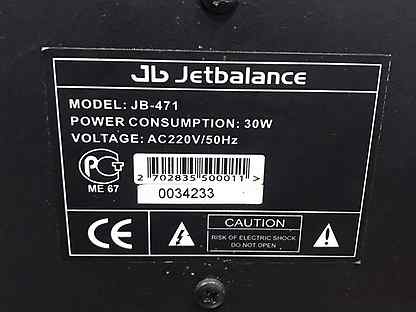 Jb Jetbalance
MODEL: JB-471
POWER CONSUMPTION: 30W
VOLTAGE: AC220V/50Hz
PCT
ME 67
2 702835 500011 >
0034233
CE
CAUTION
RISK OF ELECTRIC SHOCK
DO NOT OPEN